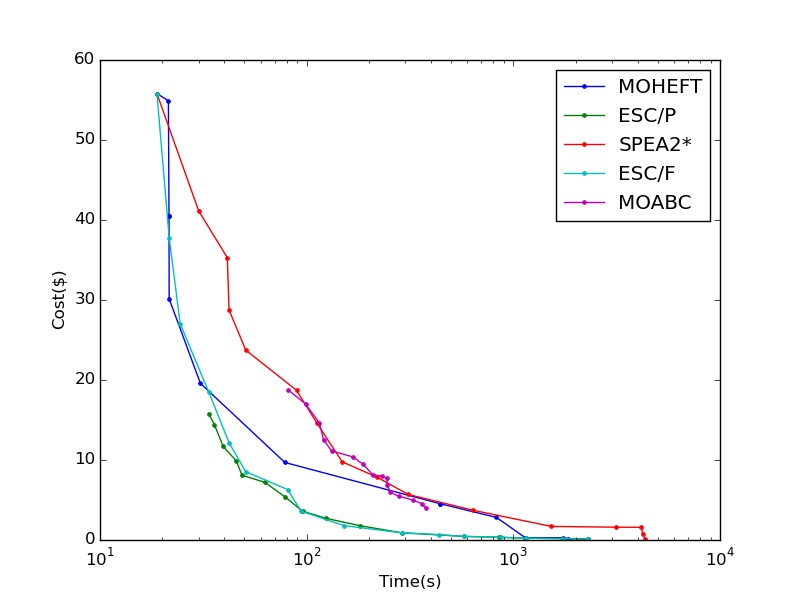 60
50
40
30
20
10
0
Cost($)
10^1
10^2
10^3
10^4
Time(s)
MOHEFT
ESC/P
SPEA2*
ESC/F
MOABC